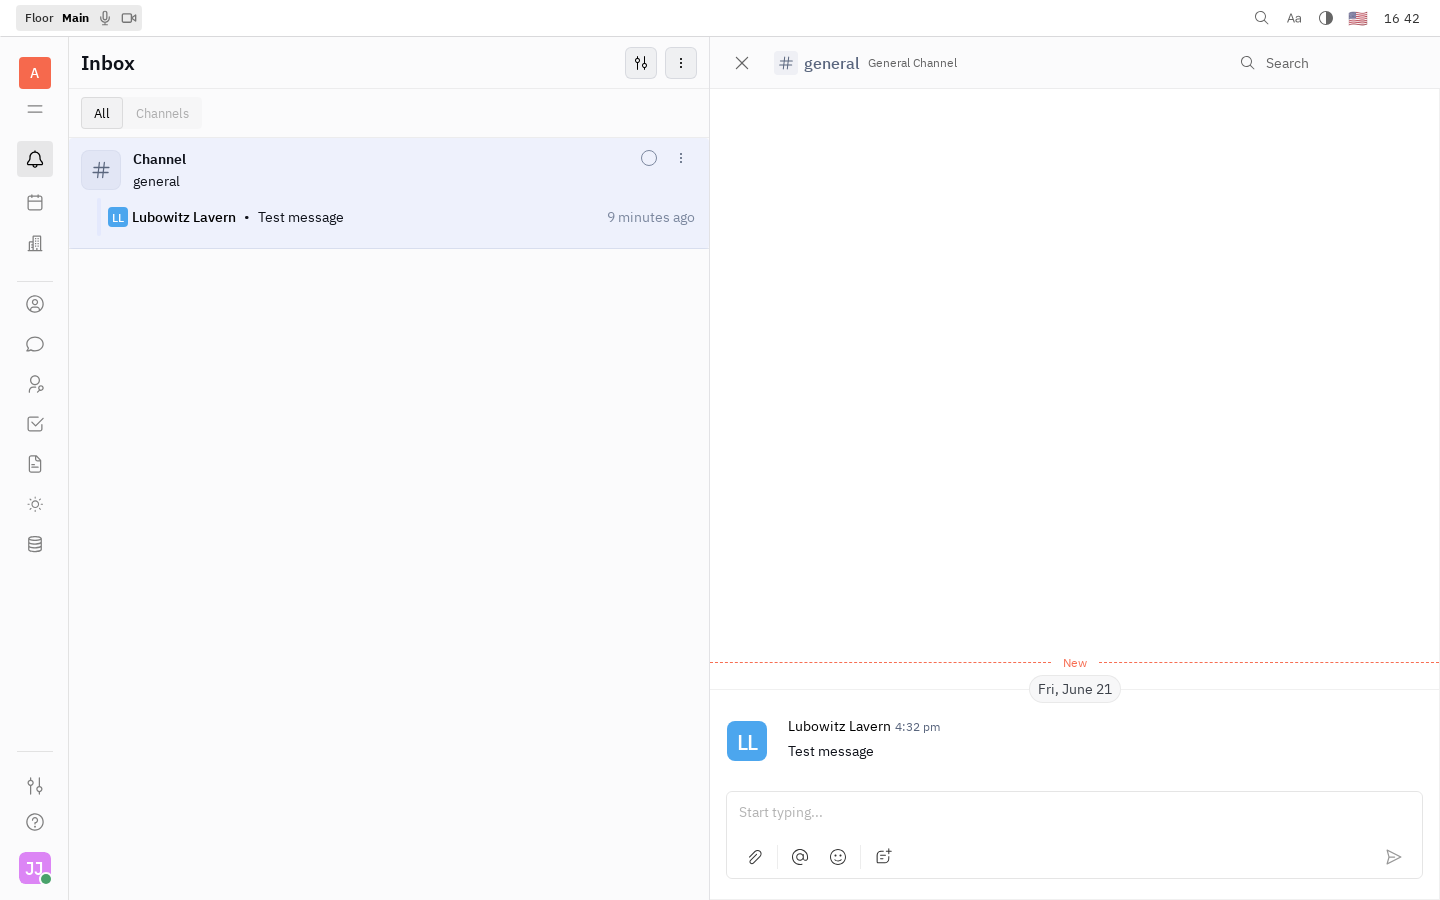 Floor Main
Aa
16 42
A
Inbox
All
Channels
Channel
general
LL Lubowitz Lavern • Test message
9 minutes ago
general General Channel
Search
New
Fri, June 21
LL
Lubowitz Lavern 4:32 pm
Test message
Start typing...
JJ